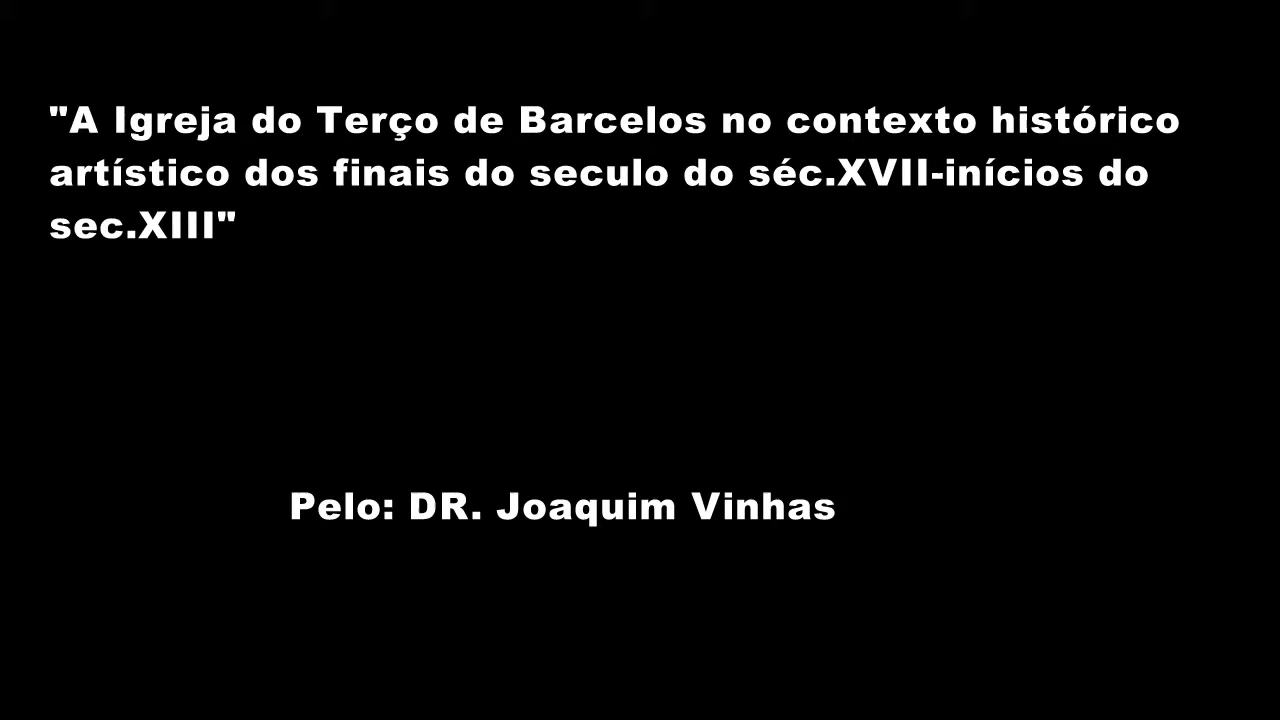 "A Igreja do Terço de Barcelos no contexto histórico
artístico dos finais do seculo do séc.XVII-inícios do
sec.XIII"
Pelo: DR. Joaquim Vinhas